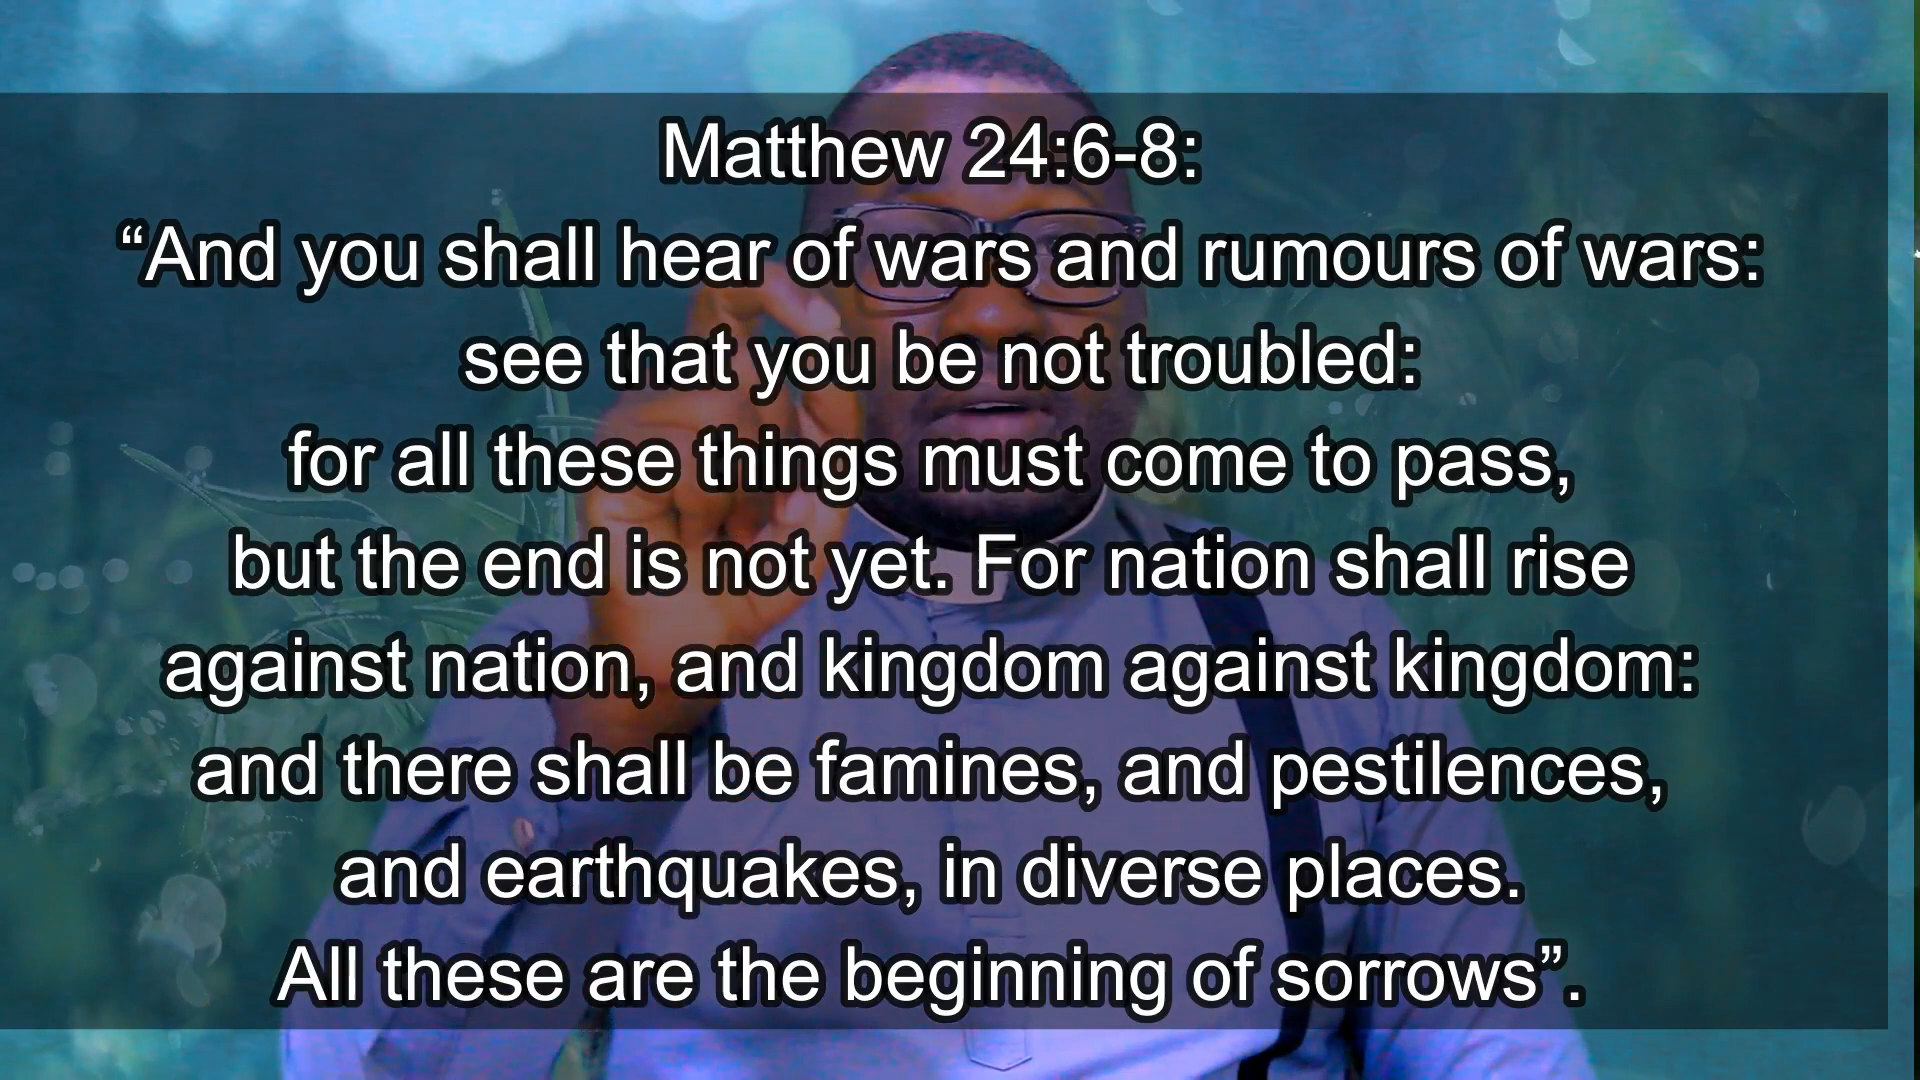 Matthew 24:6-8:
“And you shall hear of wars and rumours of wars:
see that you be not troubled:
for all these things must come to pass,
but the end is not yet. For nation shall rise
against nation, and kingdom against kingdom:
and there shall be famines, and pestilences,
and earthquakes, in diverse places.
All these are the beginning of sorrows”.